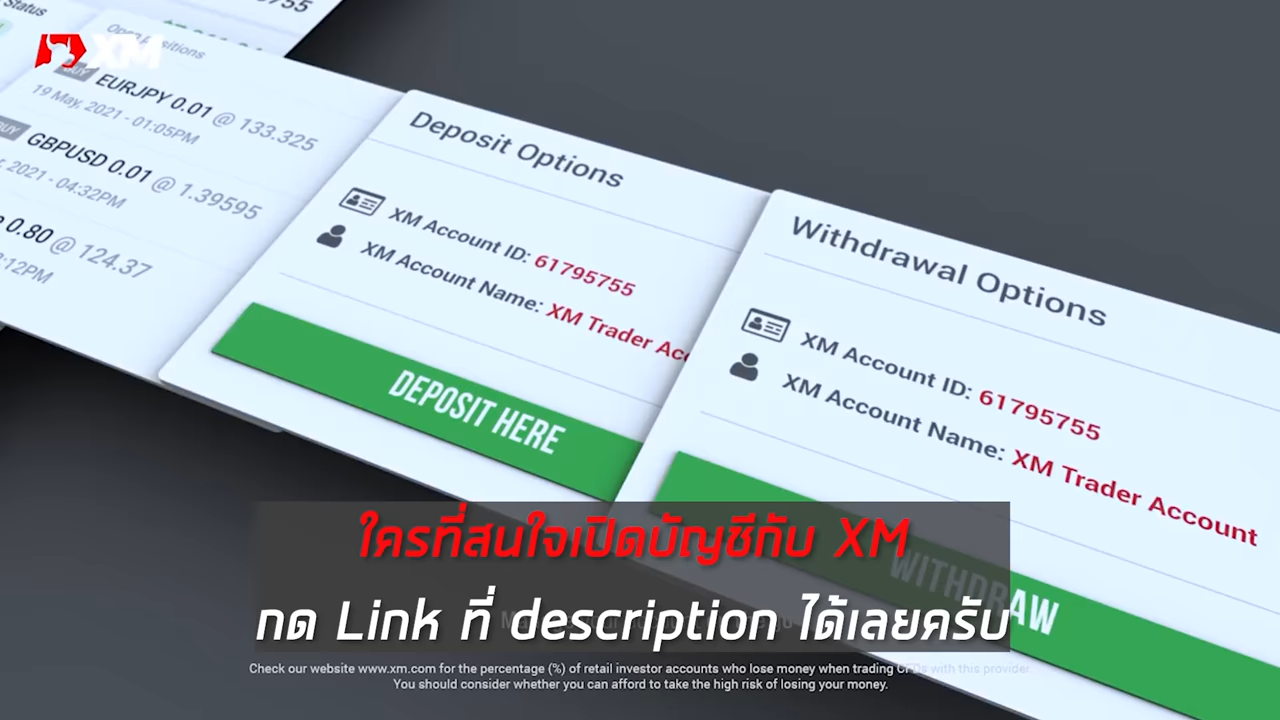 Status
3755
XM
Open Positions
BUY EURJPY 0.01 @ 133.325
19 May, 2021 - 01:05PM
BUY GBPUSD 0.01 @ 1.39595
, 2021 - 04:32PM
0.80 @ 124.37
:12PM
Deposit Options
XM Account ID: 61795755
XM Account Name: XM Trader Acc
DEPOSIT HERE
Withdrawal Options
XM Account ID: 61795755
XM Account Name: XM Trader Account
WITHDRAW
ใครที่สนใจเปิดบัญชีกับ XM
กด Link ที่ description ได้เลยครับ
Check our website www.xm.com for the percentage (%) of retail investor accounts who lose money when trading CFDs with this provider.
You should consider whether you can afford to take the high risk of losing your money.